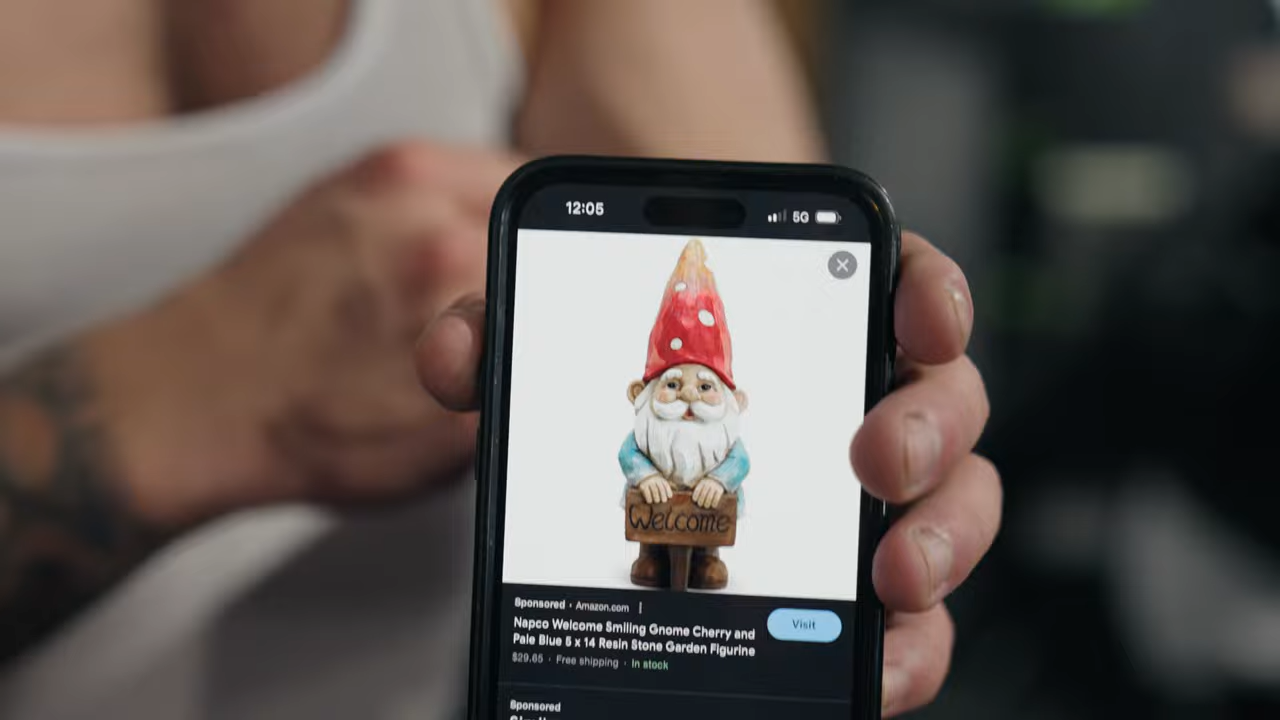 12:05
5G
Welcome
Sponsored · Amazon.com
Visit
Napco Welcome Smiling Gnome Cherry and
Pale Blue 5 x 14 Resin Stone Garden Figurine
$29.65 · Free shipping · In stock
Sponsored